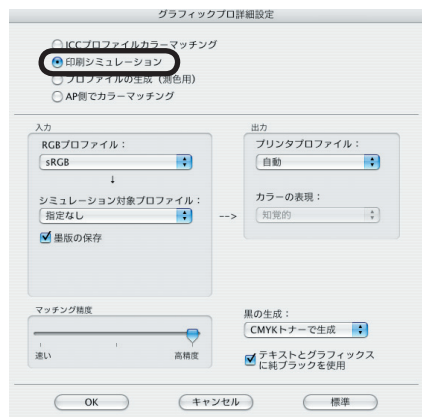 グラフィックプロ詳細設定
ICCプロファイルカラーマッチング
印刷シミュレーション
プロファイルの生成（測色用）
AP側でカラーマッチング
入力
RGBプロファイル：
sRGB
↓
シミュレーション対象プロファイル：
指定なし
墨版の保存
-->
出力
プリンタプロファイル：
自動
カラーの表現：
知覚的
マッチング精度
速い
高精度
黒の生成：
CMYKトナーで生成
テキストとグラフィックス
に純ブラックを使用
OK
キャンセル
標準